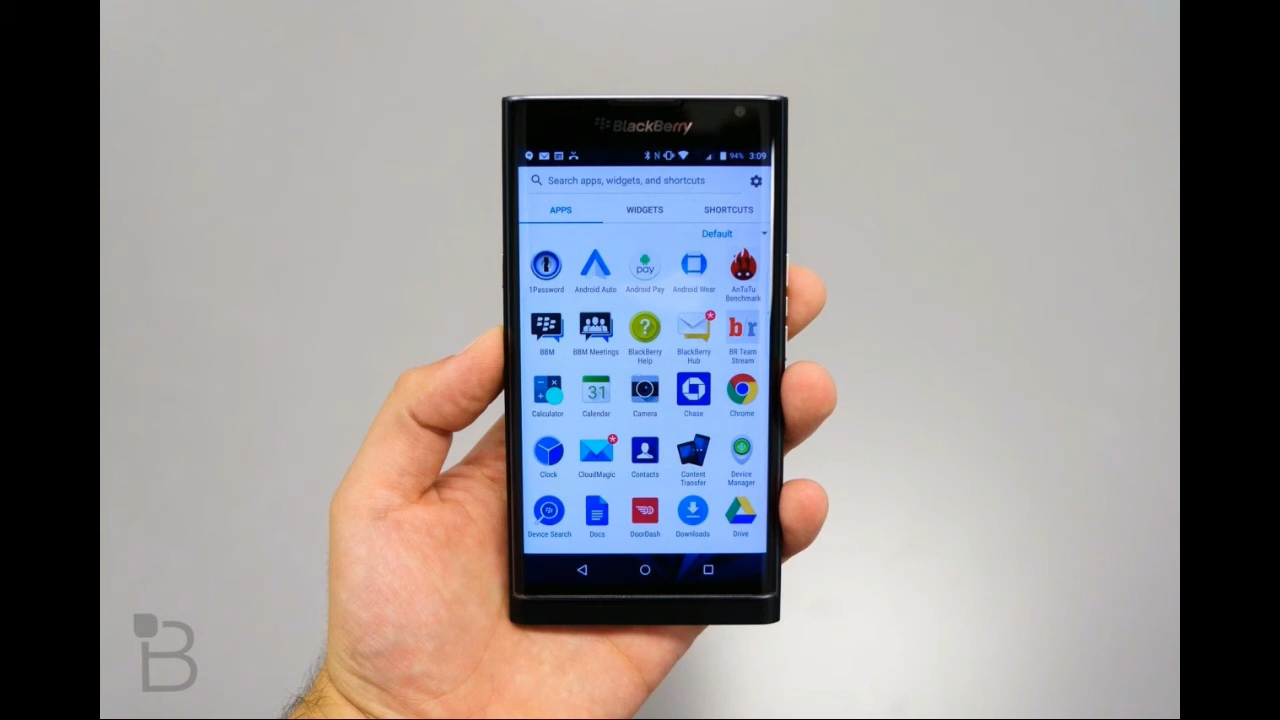 BlackBerry
N 94% 3:09
Search apps, widgets, and shortcuts
APPS WIDGETS SHORTCUTS
Default
pay
1Password Android Auto Android Pay Android Wear AnTuTu
Benchmark
? br
BBM BBM Meetings BlackBerry BlackBerry BR Team
Help Hub Stream
31
Calculator Calendar Camera Chase Chrome
Clock CloudMagic Contacts Content Device
Transfer Manager
Device Search Docs DoorDash Downloads Drive
B